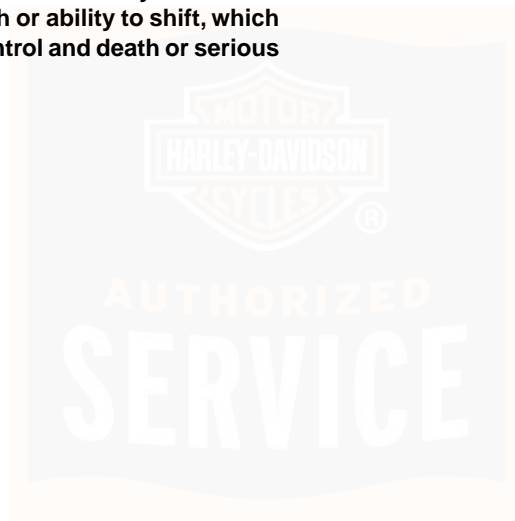 h or ability to shift, which
ntrol and death or serious
MOTOR
HARLEY-DAVIDSON
CYCLES
®
AUTHORIZED
SERVICE